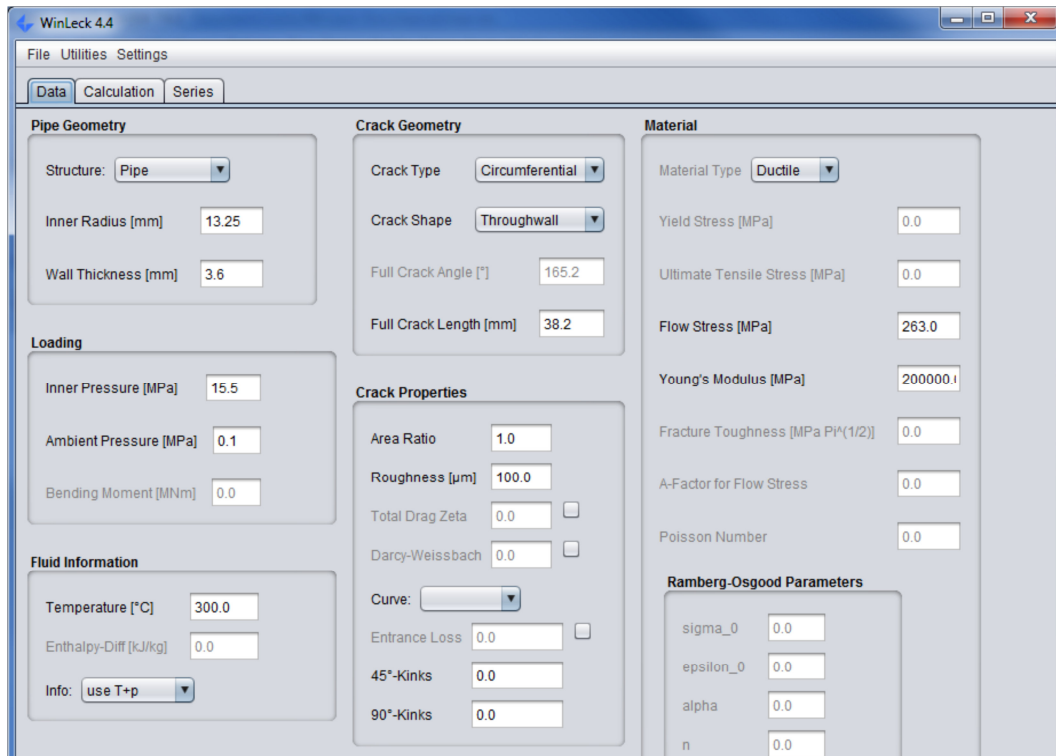 WinLeck 4.4
File Utilities Settings
Data Calculation Series
Pipe Geometry
Structure: Pipe
Inner Radius [mm] 13.25
Wall Thickness [mm] 3.6
Loading
Inner Pressure [MPa] 15.5
Ambient Pressure [MPa] 0.1
Bending Moment [MNm] 0.0
Fluid Information
Temperature [°C] 300.0
Enthalpy-Diff [kJ/kg] 0.0
Info: use T+p
Crack Geometry
Crack Type Circumferential
Crack Shape Throughwall
Full Crack Angle [°] 165.2
Full Crack Length [mm] 38.2
Crack Properties
Area Ratio 1.0
Roughness [µm] 100.0
Total Drag Zeta 0.0
Darcy-Weissbach 0.0
Curve:
Entrance Loss 0.0
45°-Kinks 0.0
90°-Kinks 0.0
Material
Material Type Ductile
Yield Stress [MPa] 0.0
Ultimate Tensile Stress [MPa] 0.0
Flow Stress [MPa] 263.0
Young's Modulus [MPa] 200000.
Fracture Toughness [MPa Pi^(1/2)] 0.0
A-Factor for Flow Stress 0.0
Poisson Number 0.0
Ramberg-Osgood Parameters
sigma_0 0.0
epsilon_0 0.0
alpha 0.0
n 0.0